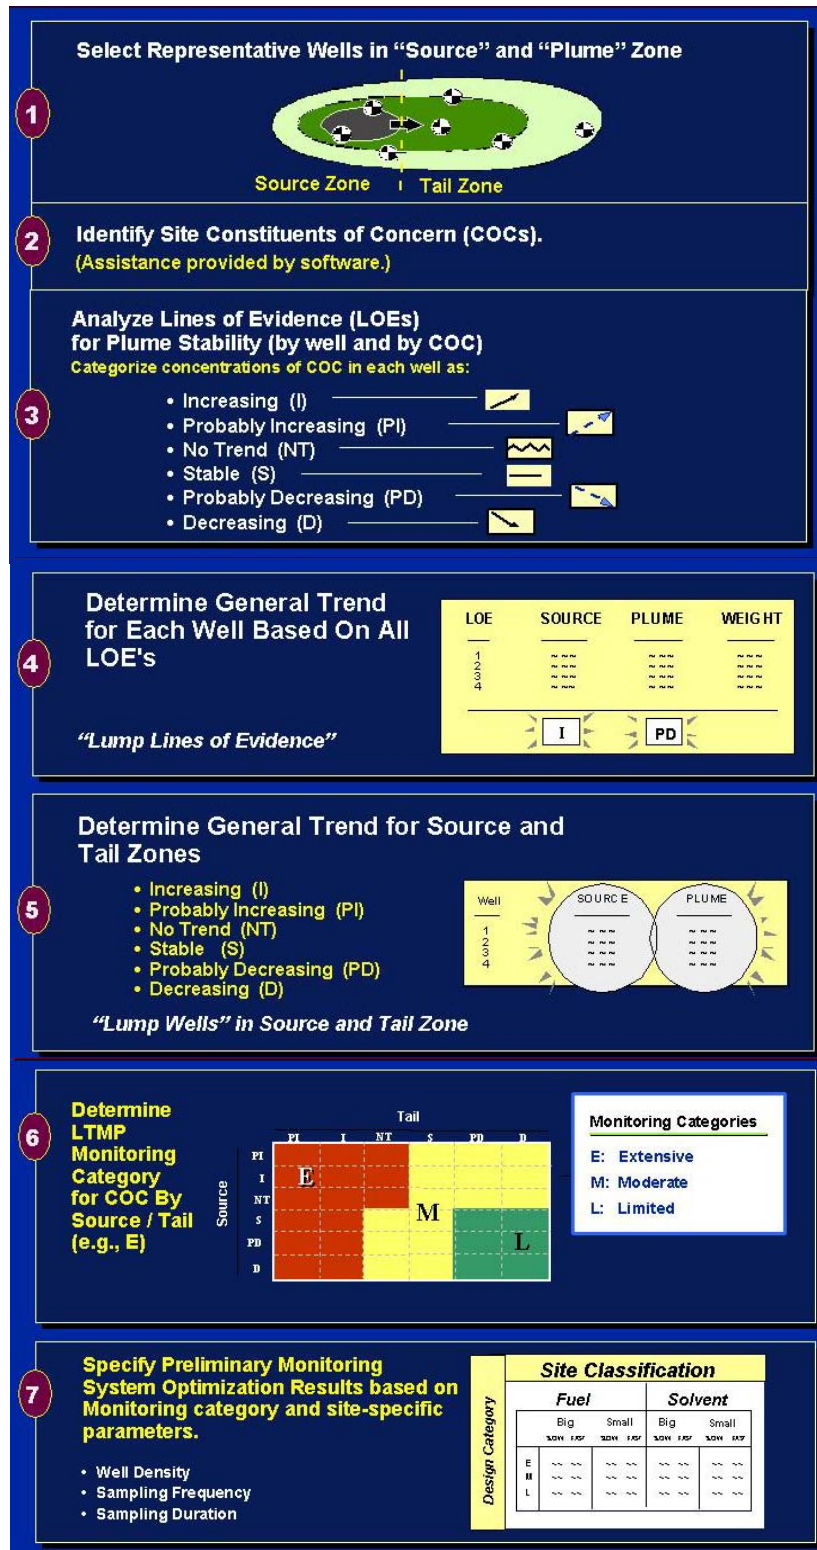 Select Representative Wells in “Source” and “Plume” Zone
1
Source Zone
Tail Zone
2
Identify Site Constituents of Concern (COCs).
(Assistance provided by software.)
Analyze Lines of Evidence (LOEs)
for Plume Stability (by well and by COC)
Categorize concentrations of COC in each well as:
3
• Increasing (I)
• Probably Increasing (PI)
• No Trend (NT)
• Stable (S)
• Probably Decreasing (PD)
• Decreasing (D)
4
Determine General Trend
for Each Well Based On All
LOE's
“Lump Lines of Evidence”
LOE SOURCE PLUME WEIGHT
1 ~ ~ ~ ~ ~ ~ ~ ~ ~
2 ~ ~ ~ ~ ~ ~ ~ ~ ~
3 ~ ~ ~ ~ ~ ~ ~ ~ ~
4 ~ ~ ~ ~ ~ ~ ~ ~ ~
I PD
5
Determine General Trend for Source and
Tail Zones
• Increasing (I)
• Probably Increasing (PI)
• No Trend (NT)
• Stable (S)
• Probably Decreasing (PD)
• Decreasing (D)
“Lump Wells” in Source and Tail Zone
Well SOURCE PLUME
1 ~ ~ ~ ~ ~ ~
2 ~ ~ ~ ~ ~ ~
3 ~ ~ ~ ~ ~ ~
4 ~ ~ ~ ~ ~ ~
6
Determine
LTMP
Monitoring
Category
for COC By
Source / Tail
(e.g., E)
Tail
PI I NT S PD D
Source
PI
I
NT
S
PD
D
E
M
L
Monitoring Categories
E: Extensive
M: Moderate
L: Limited
7
Specify Preliminary Monitoring
System Optimization Results based on
Monitoring category and site-specific
parameters.
• Well Density
• Sampling Frequency
• Sampling Duration
Site Classification
Design Category
Fuel Solvent
Big Small Big Small
SLOW FAST SLOW FAST SLOW FAST SLOW FAST
E ~~ ~~ ~~ ~~ ~~ ~~ ~~ ~~
M ~~ ~~ ~~ ~~ ~~ ~~ ~~ ~~
L ~~ ~~ ~~ ~~ ~~ ~~ ~~ ~~